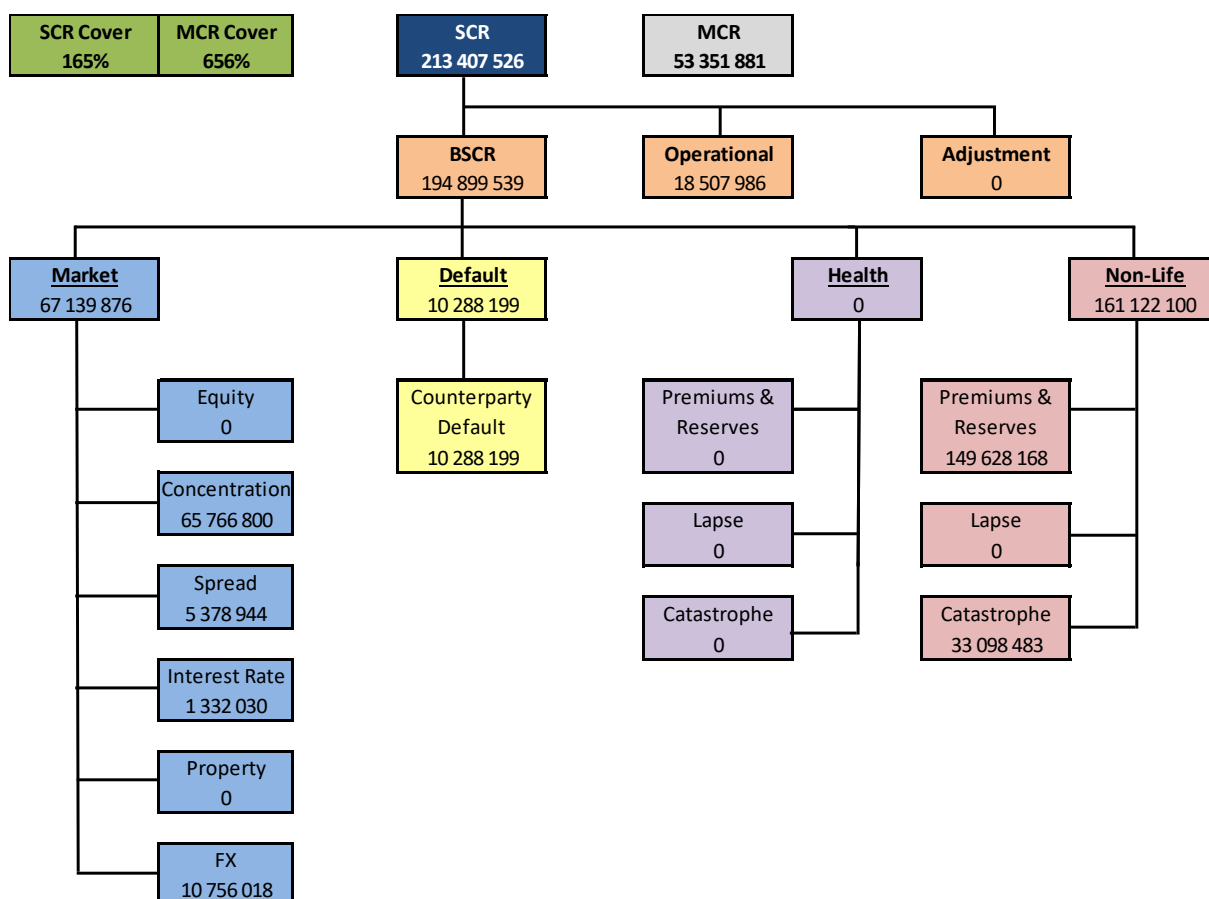 SCR Cover
165%
MCR Cover
656%
SCR
213 407 526
MCR
53 351 881
BSCR
194 899 539
Operational
18 507 986
Adjustment
0
Market
67 139 876
Default
10 288 199
Health
0
Non-Life
161 122 100
Equity
0
Concentration
65 766 800
Spread
5 378 944
Interest Rate
1 332 030
Property
0
FX
10 756 018
Counterparty
Default
10 288 199
Premiums &
Reserves
0
Lapse
0
Catastrophe
0
Premiums &
Reserves
149 628 168
Lapse
0
Catastrophe
33 098 483